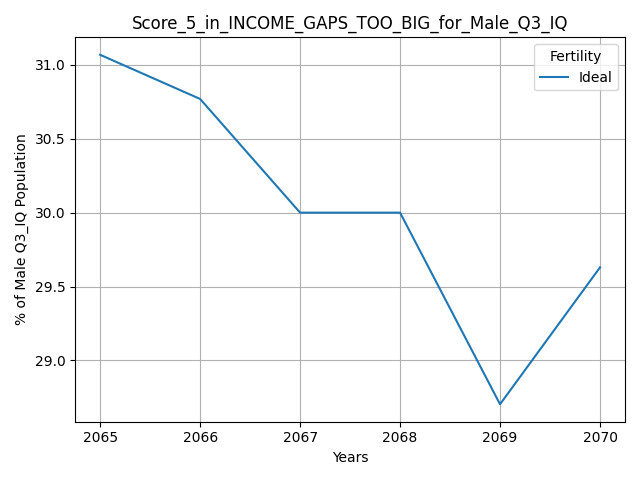 Score_5_in_INCOME_GAPS_TOO_BIG_for_Male_Q3_IQ
Fertility
Ideal
% of Male Q3_IQ Population
31.0
30.5
30.0
29.5
29.0
2065 2066 2067 2068 2069 2070
Years